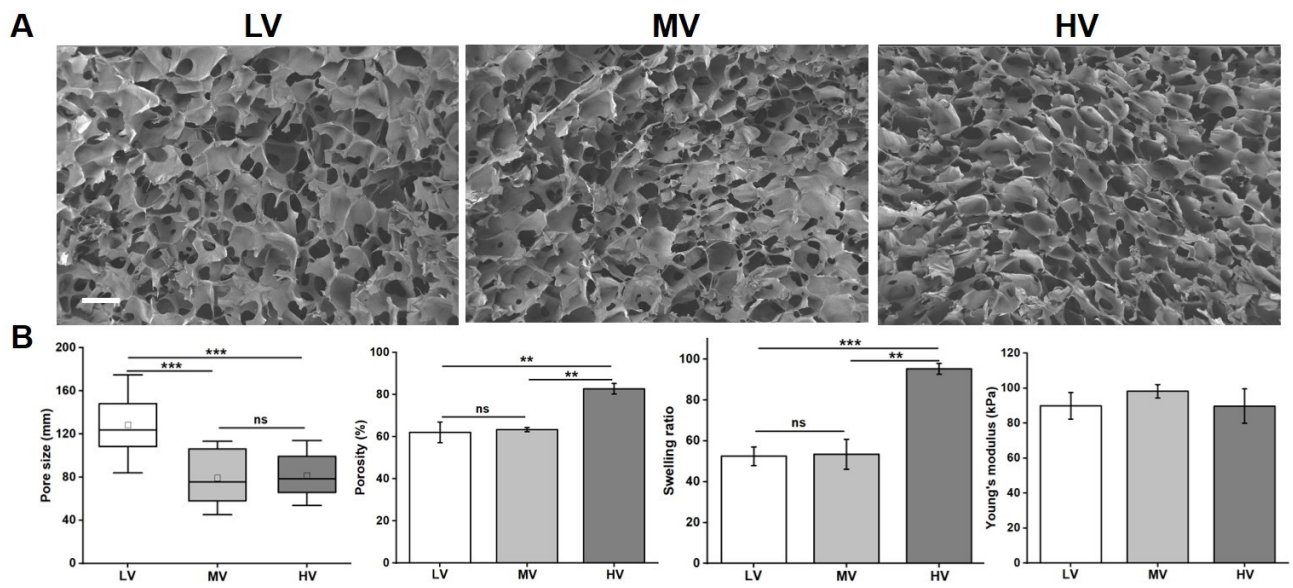 A
LV
MV
HV
B
Pore size (mm)
200
160
120
80
40
0
***
***
ns
LV
MV
HV
Porosity (%)
100
80
60
40
20
0
**
**
ns
LV
MV
HV
Swelling ratio
100
80
60
40
20
0
***
**
ns
LV
MV
HV
Young's modulus (kPa)
120
100
80
60
40
20
0
LV
MV
HV